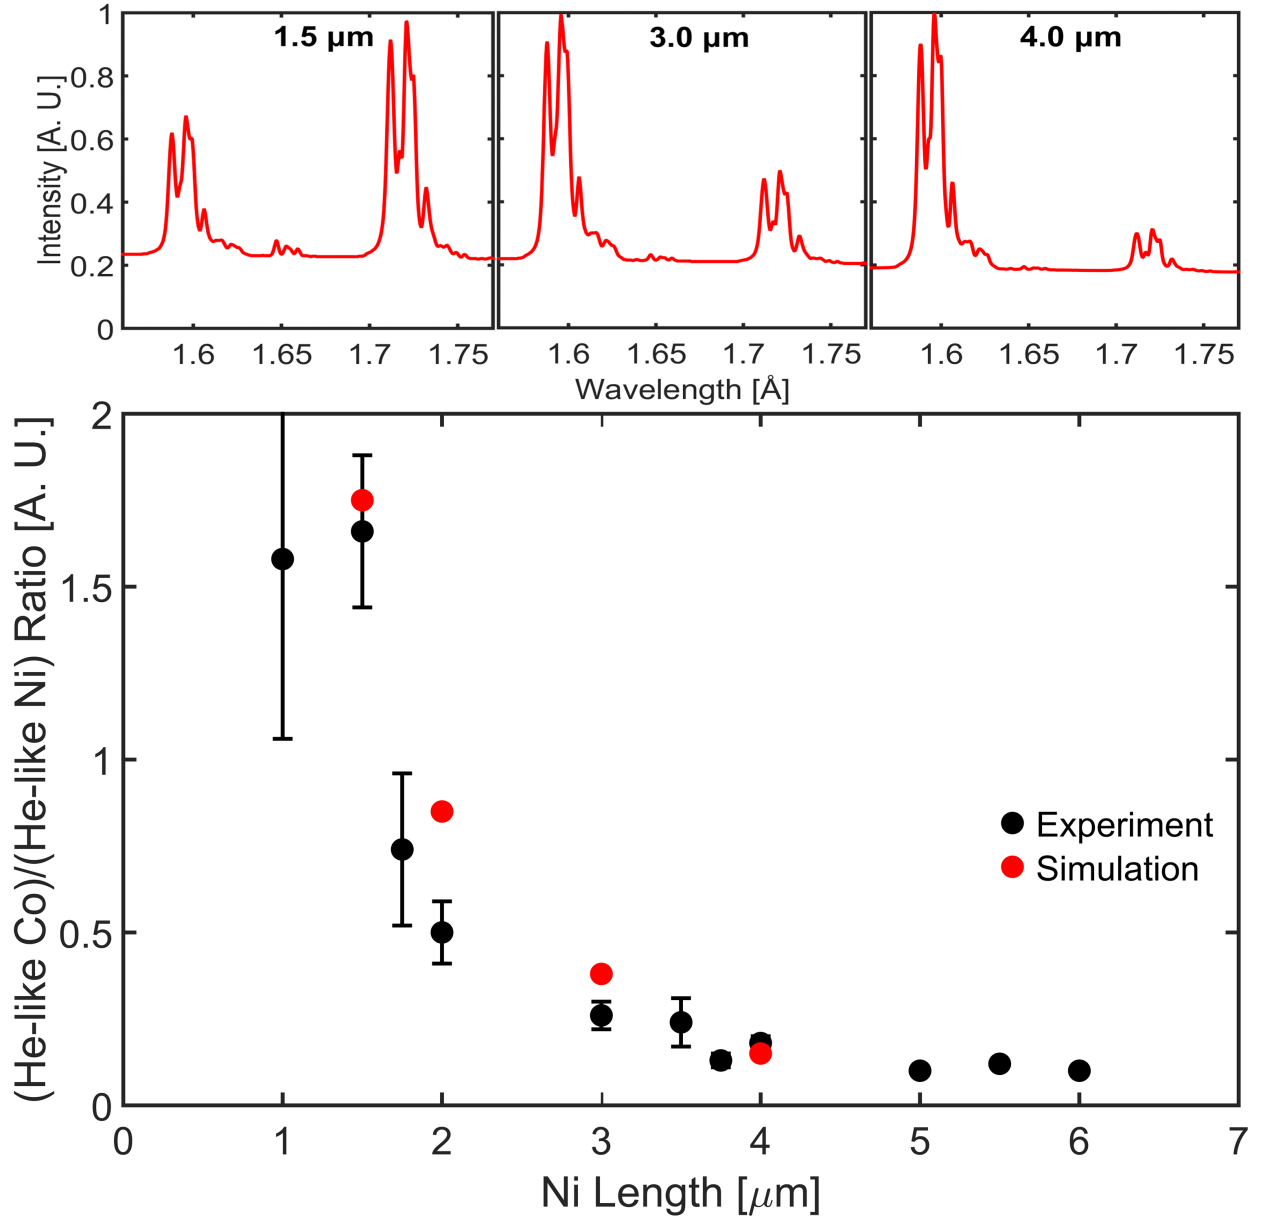 1.5 µm
3.0 µm
4.0 µm
Intensity [A. U.]
0.8
0.6
0.4
0.2
0
1.6 1.65 1.7 1.75
1.6 1.65 1.7 1.75
1.6 1.65 1.7 1.75
Wavelength [Å]
(He-like Co)/(He-like Ni) Ratio [A. U.]
2
1.5
1
0.5
0
Experiment
Simulation
0 1 2 3 4 5 6 7
Ni Length [μm]